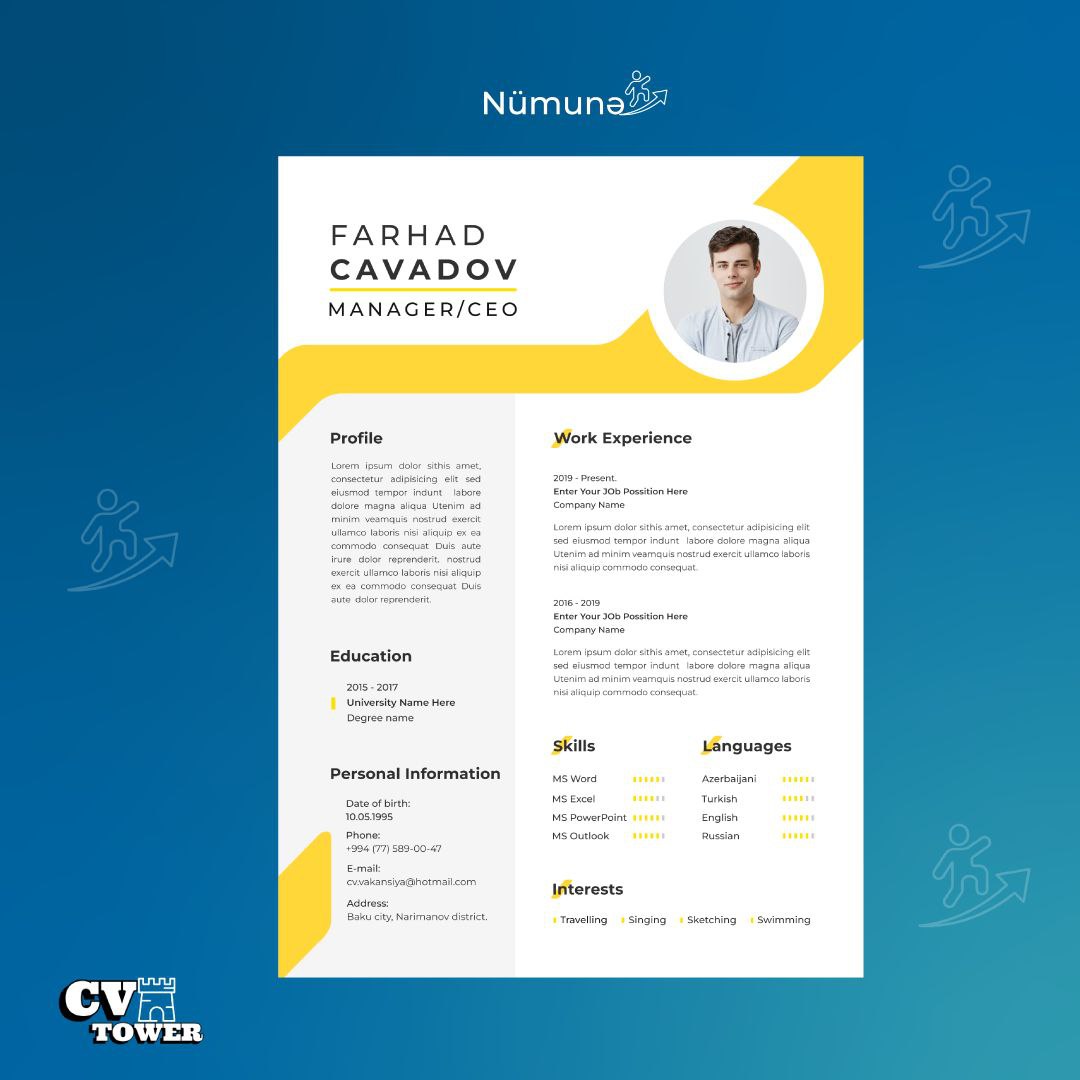 Nümunə
FARHAD
CAVADOV
MANAGER/CEO
Profile
Lorem ipsum dolor sithis amet,
consectetur adipisicing elit sed
eiusmod tempor indunt labore
dolore magna aliqua Utenim ad
minim veamquis nostrud exercit
ullamco laboris nisi aliquip ex ea
commodo consequat Duis aute
irure dolor reprenderit. nostrud
exercit ullamco laboris nisi aliquip
ex ea commodo consequat Duis
aute dolor reprenderit.
Education
2015 - 2017
University Name Here
Degree name
Personal Information
Date of birth:
10.05.1995
Phone:
+994 (77) 589-00-47
E-mail:
cv.vakansiya@hotmail.com
Address:
Baku city, Narimanov district.
Work Experience
2019 - Present.
Enter Your JOb Possition Here
Company Name
Lorem ipsum dolor sithis amet, consectetur adipisicing elit
sed eiusmod tempor indunt labore dolore magna aliqua
Utenim ad minim veamquis nostrud exercit ullamco laboris
nisi aliquip commodo consequat.
2016 - 2019
Enter Your JOb Possition Here
Company Name
Lorem ipsum dolor sithis amet, consectetur adipisicing elit
sed eiusmod tempor indunt labore dolore magna aliqua
Utenim ad minim veamquis nostrud exercit ullamco laboris
nisi aliquip commodo consequat.
Skills
MS Word
MS Excel
MS PowerPoint
MS Outlook
Languages
Azerbaijani
Turkish
English
Russian
Interests
Travelling Singing Sketching Swimming
CV
TOWER